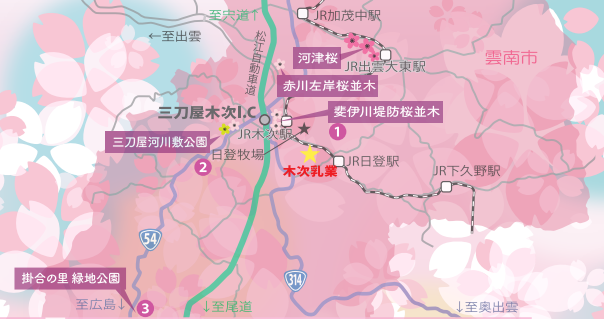 至宍道↑
JR加茂中駅
←至出雲
松江自動車道
河津桜
雲南市
JR出雲大東駅
赤川左岸桜並木
三刀屋木次I.C
斐伊川堤防桜並木
三刀屋河川敷公園
JR木次駅
1
日登牧場
2
木次乳業
JR日登駅
JR下久野駅
54
掛合の里 緑地公園
314
至広島↓
3
↓至尾道
↓至奥出雲